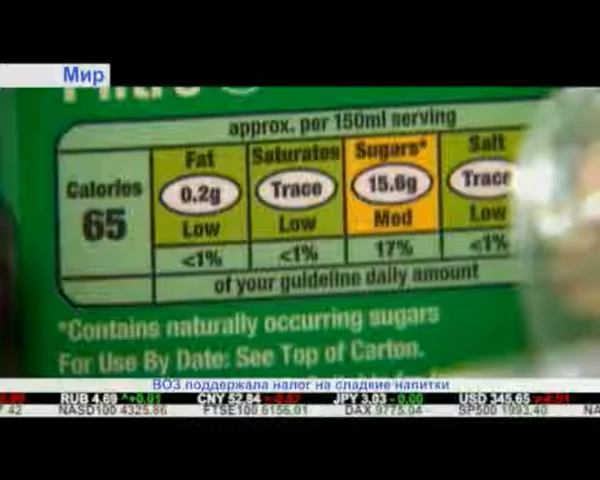 Мир
approx. per 150ml serving
Calories
65
Fat
0.2g
Low
<1%
Saturates
Trace
Low
<1%
Sugars*
15.6g
Med
17%
Salt
Trace
Low
<1%
of your guideline daily amount
*Contains naturally occurring sugars
For Use By Date: See Top of Carton.
ВОЗ поддержала налог на сладкие напитки
RUB 4.69 +0.01 CNY 52.84 JPY 3.03 - 0.00 USD 345.65
7.42 NASD100 4325.86 FTSE100 6156.01 DAX 9775.04 SP500 1993.40 NA